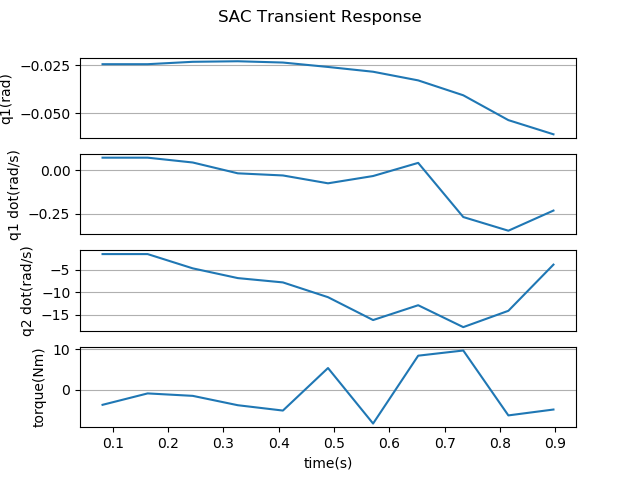 SAC Transient Response
q1(rad)
−0.025
−0.050
q1 dot(rad/s)
0.00
−0.25
q2 dot(rad/s)
−5
−10
−15
torque(Nm)
10
0
0.1 0.2 0.3 0.4 0.5 0.6 0.7 0.8 0.9
time(s)